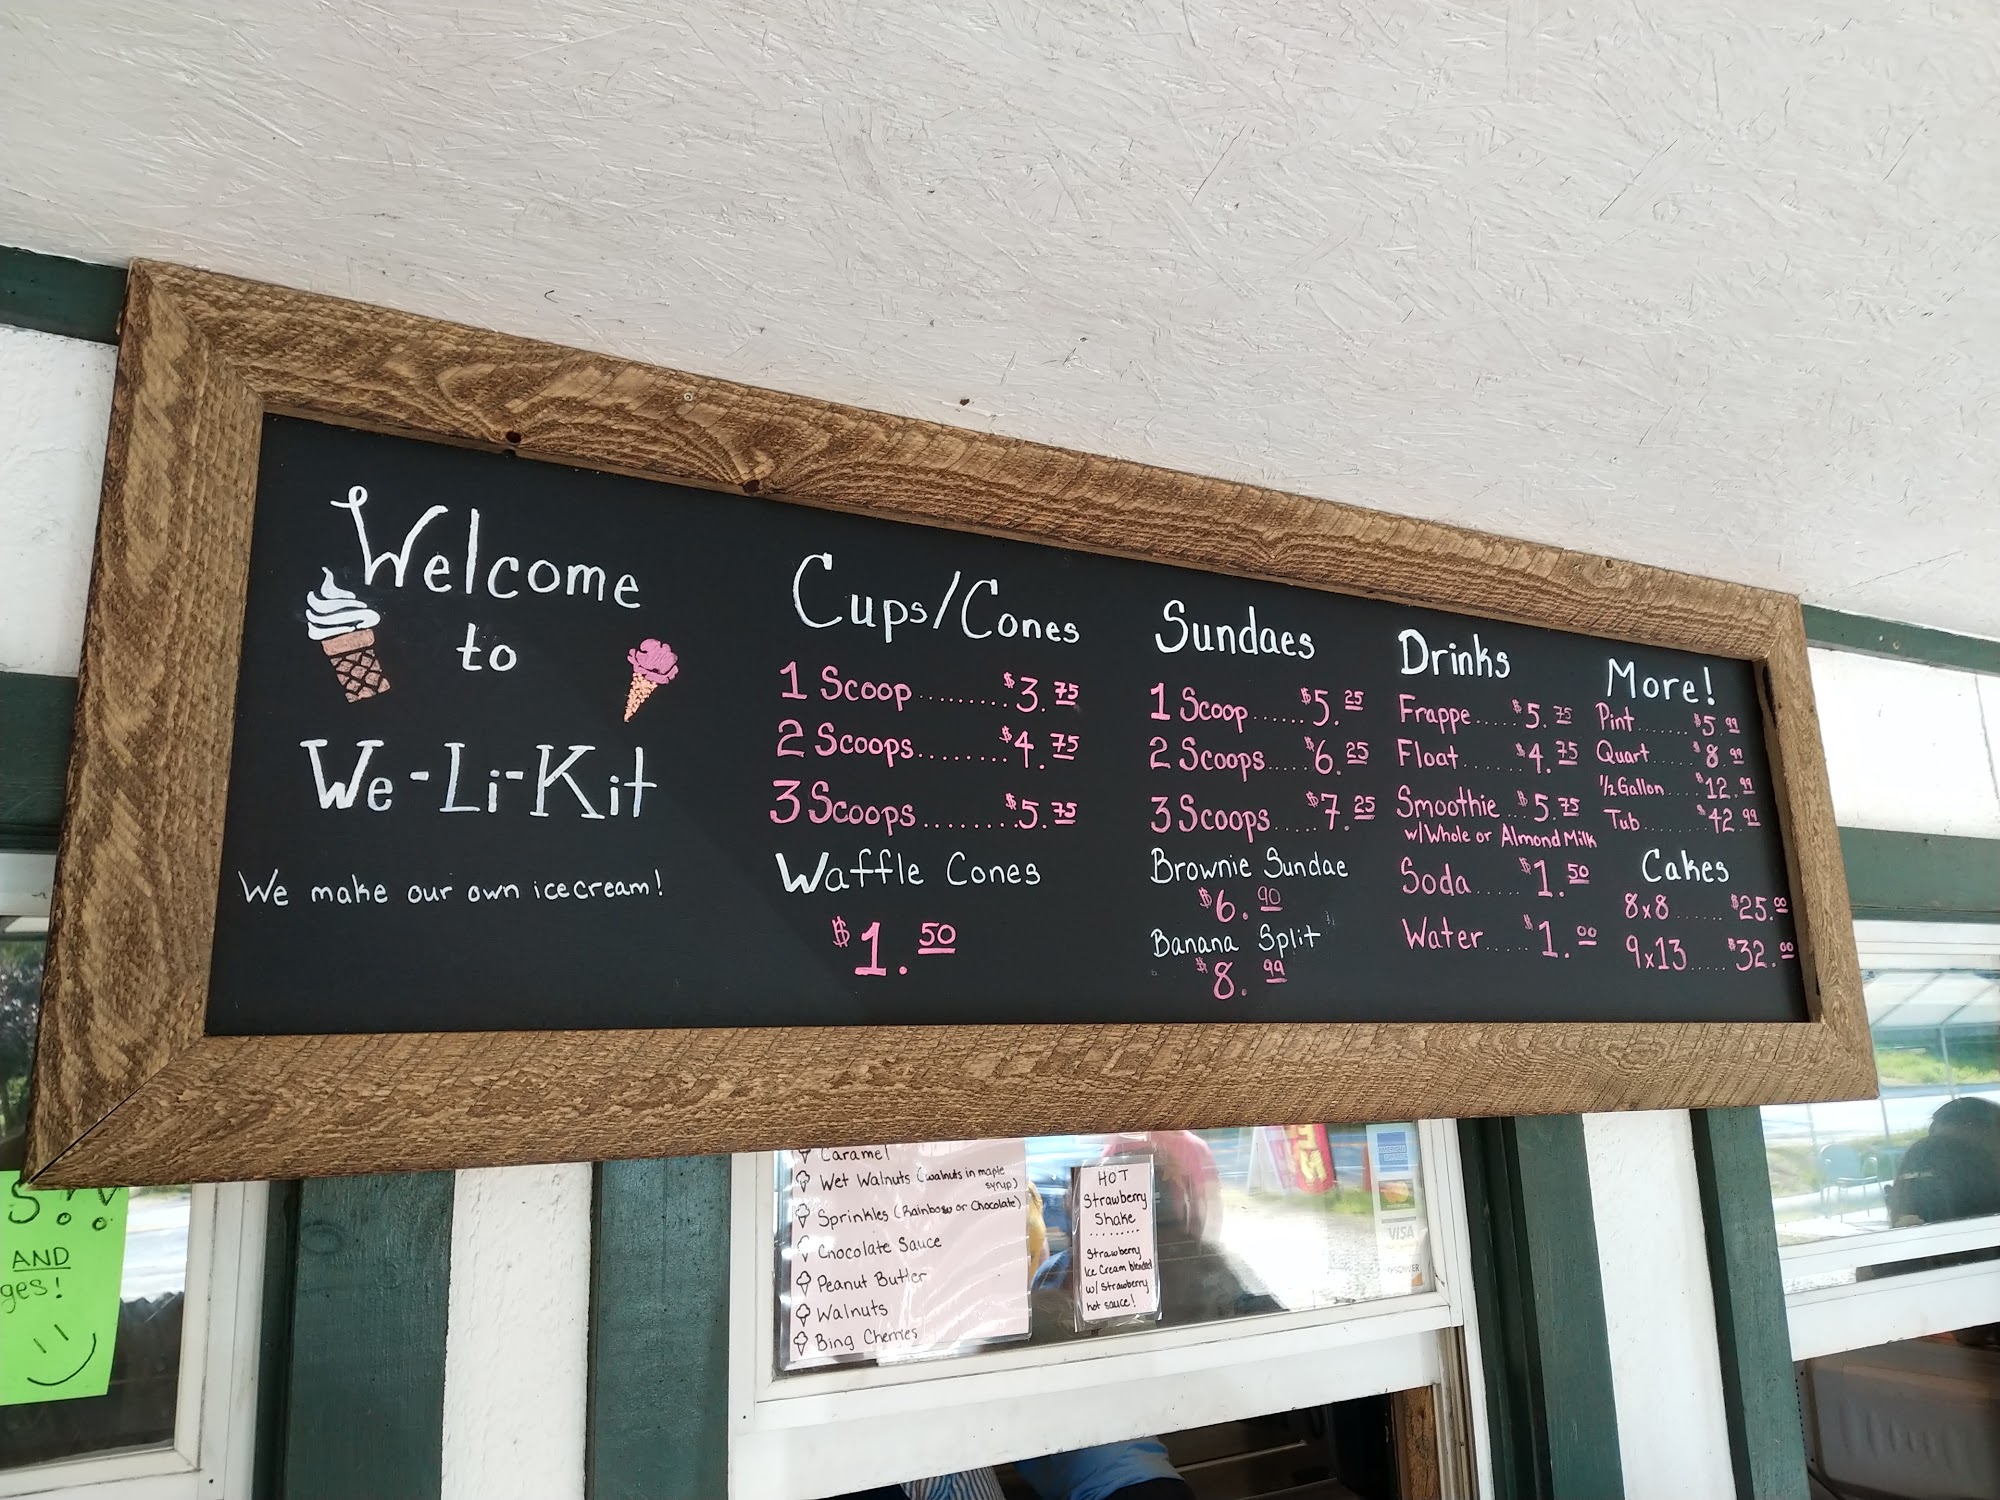 Welcome
to
We-Li-Kit
We make our own icecream!
Cups/Cones
1 Scoop.........$3.75
2 Scoops........$4.75
3 Scoops........$5.75
Waffle Cones
$1.50
Sundaes
1 Scoop......$5.25
2 Scoops.....$6.25
3 Scoops.....$7.25
Brownie Sundae
$6.90
Banana Split
$8.99
Drinks
Frappe.....$5.75
Float.......$4.75
Smoothie...$5.75
w/Whole or Almond Milk
Soda......$1.50
Water......$1.00
More!
Pint........$5.99
Quart......$8.99
1/2 Gallon....$12.99
Tub........$42.99
Cakes
8x8......$25.00
9x13.....$32.00
S!!
AND
ges!
Caramel
Wet Walnuts (walnuts in maple
syrup)
Sprinkles (Rainbow or Chocolate)
Chocolate Sauce
Peanut Butter
Walnuts
Bing Cherries
HOT
Strawberry
Shake
Strawberry
Ice Cream blended
w/ strawberry
hot sauce!
VISA